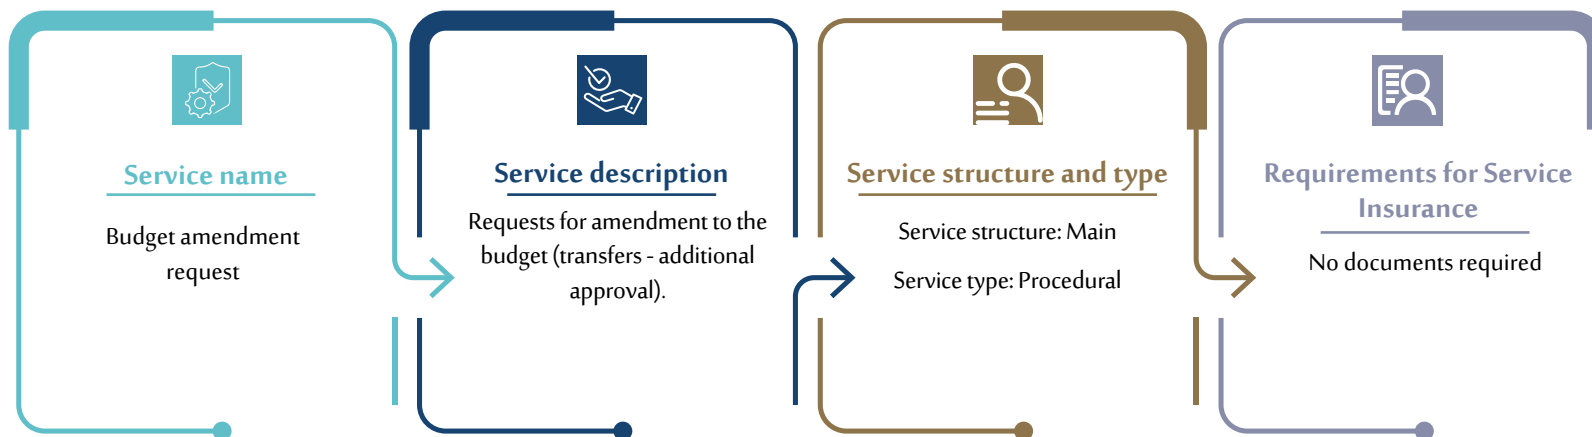 Service name
Budget amendment
request
Service description
Requests for amendment to the
budget (transfers - additional
approval).
Service structure and type
Service structure: Main
Service type: Procedural
Requirements for Service
Insurance
No documents required